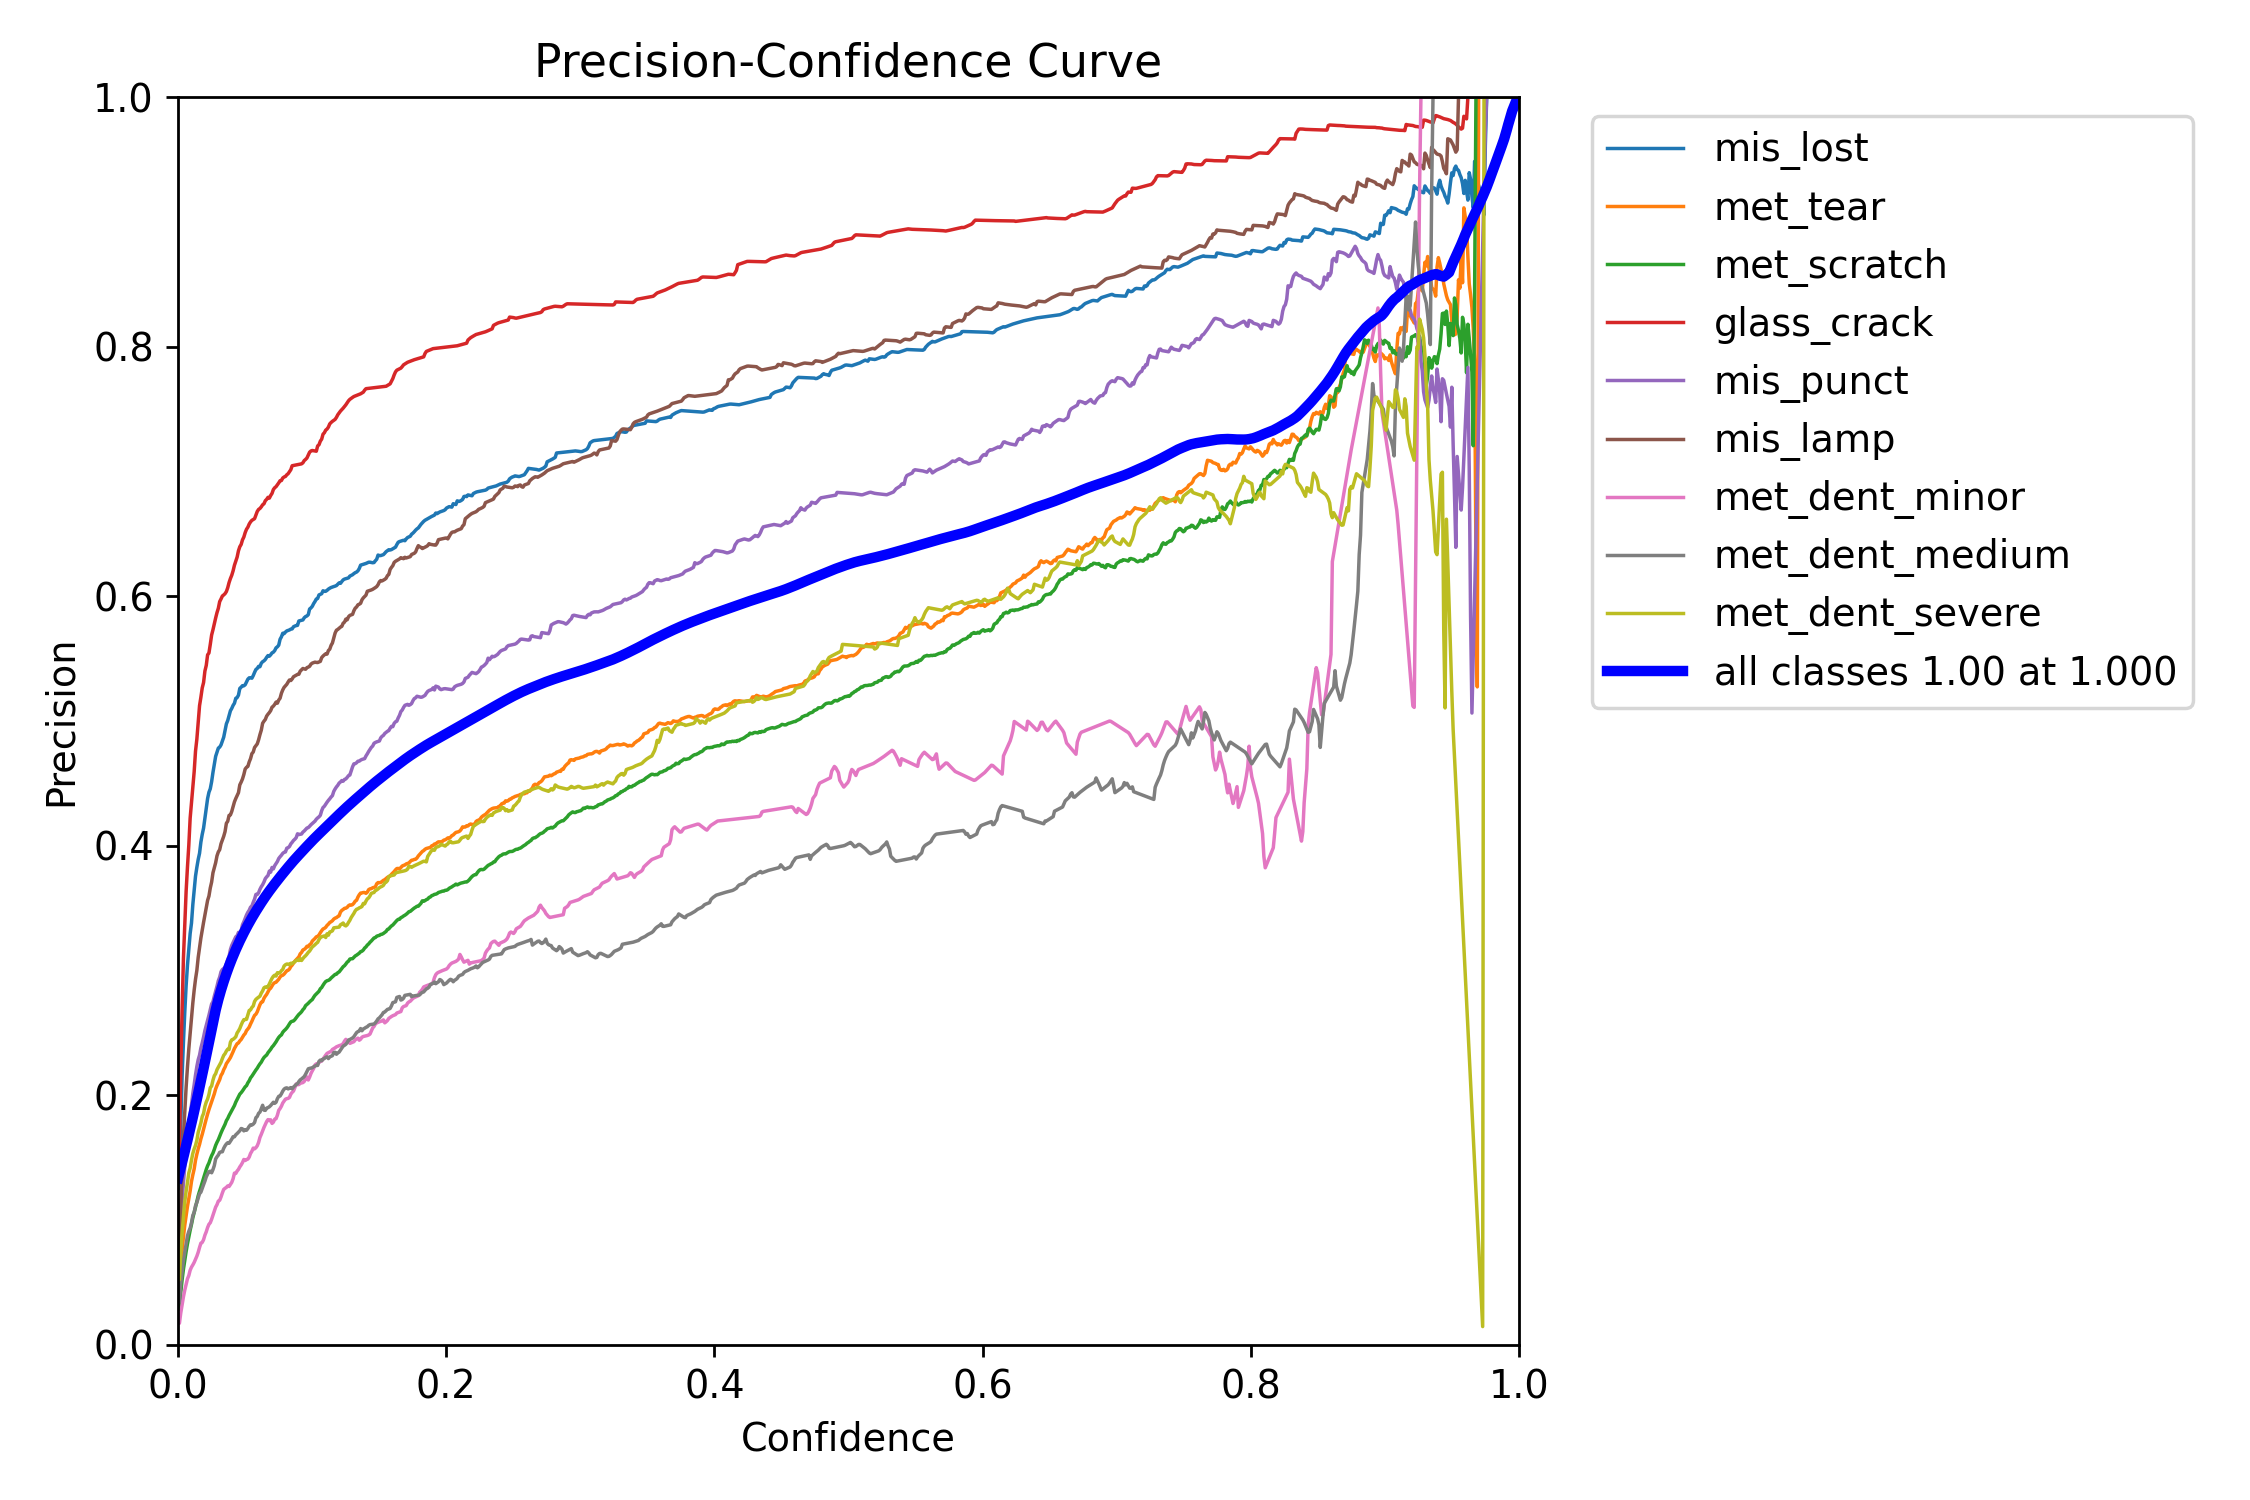 Precision-Confidence Curve
1.0
0.8
0.6
0.4
0.2
0.0
Precision
0.0 0.2 0.4 0.6 0.8 1.0
Confidence
mis_lost
met_tear
met_scratch
glass_crack
mis_punct
mis_lamp
met_dent_minor
met_dent_medium
met_dent_severe
all classes 1.00 at 1.000